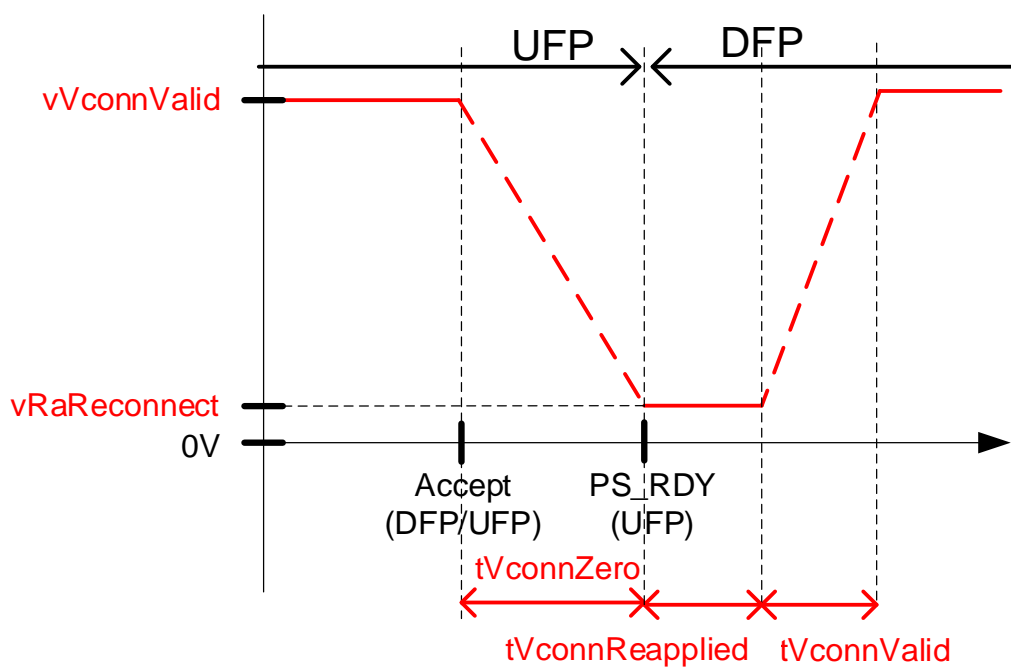 UFP
DFP
vVconnValid
vRaReconnect
0V
Accept
(DFP/UFP)
PS_RDY
(UFP)
tVconnZero
tVconnReapplied
tVconnValid